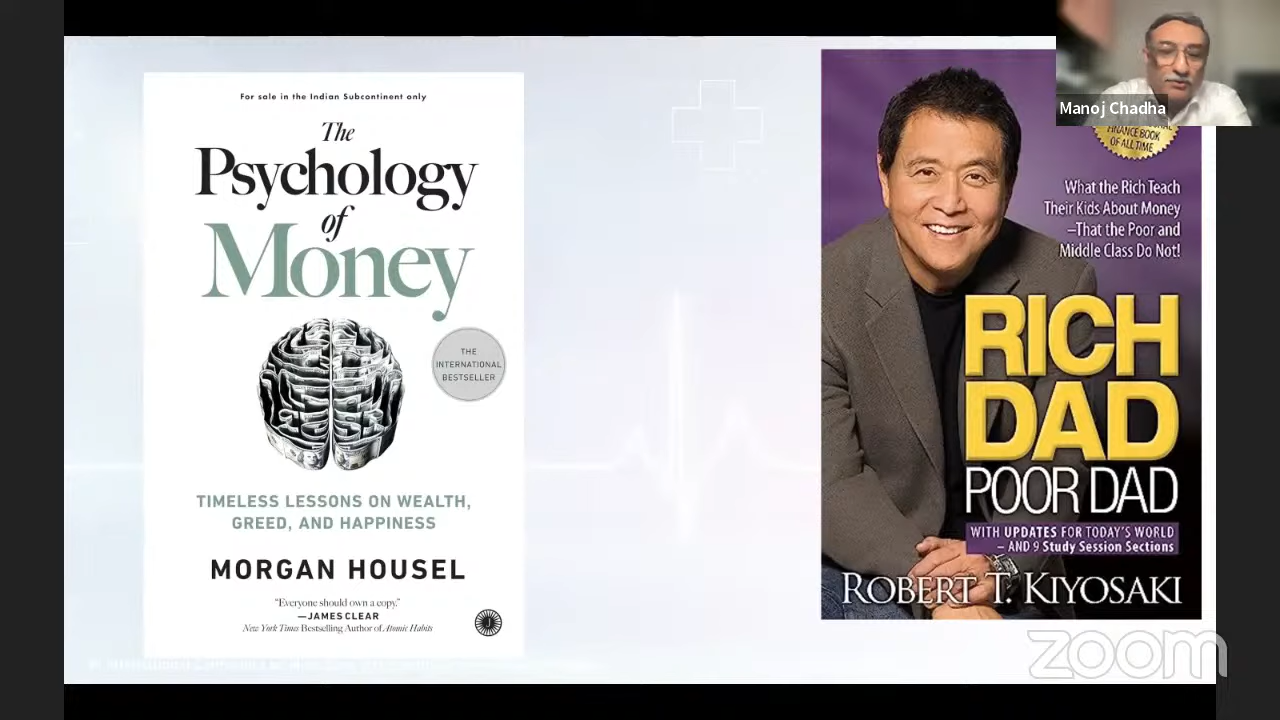 For sale in the Indian Subcontinent only
The
Psychology
of
Money
THE
INTERNATIONAL
BESTSELLER
TIMELESS LESSONS ON WEALTH,
GREED, AND HAPPINESS
MORGAN HOUSEL
“Everyone should own a copy.”
—JAMES CLEAR
New York Times Bestselling Author of Atomic Habits
Manoj Chadha
FINANCE BOOK
OF ALL TIME
What the Rich Teach
Their Kids About Money
–That the Poor and
Middle Class Do Not!
RICH
DAD
POOR DAD
WITH UPDATES FOR TODAY'S WORLD
– AND 9 Study Session Sections
ROBERT T. KIYOSAKI
zoom